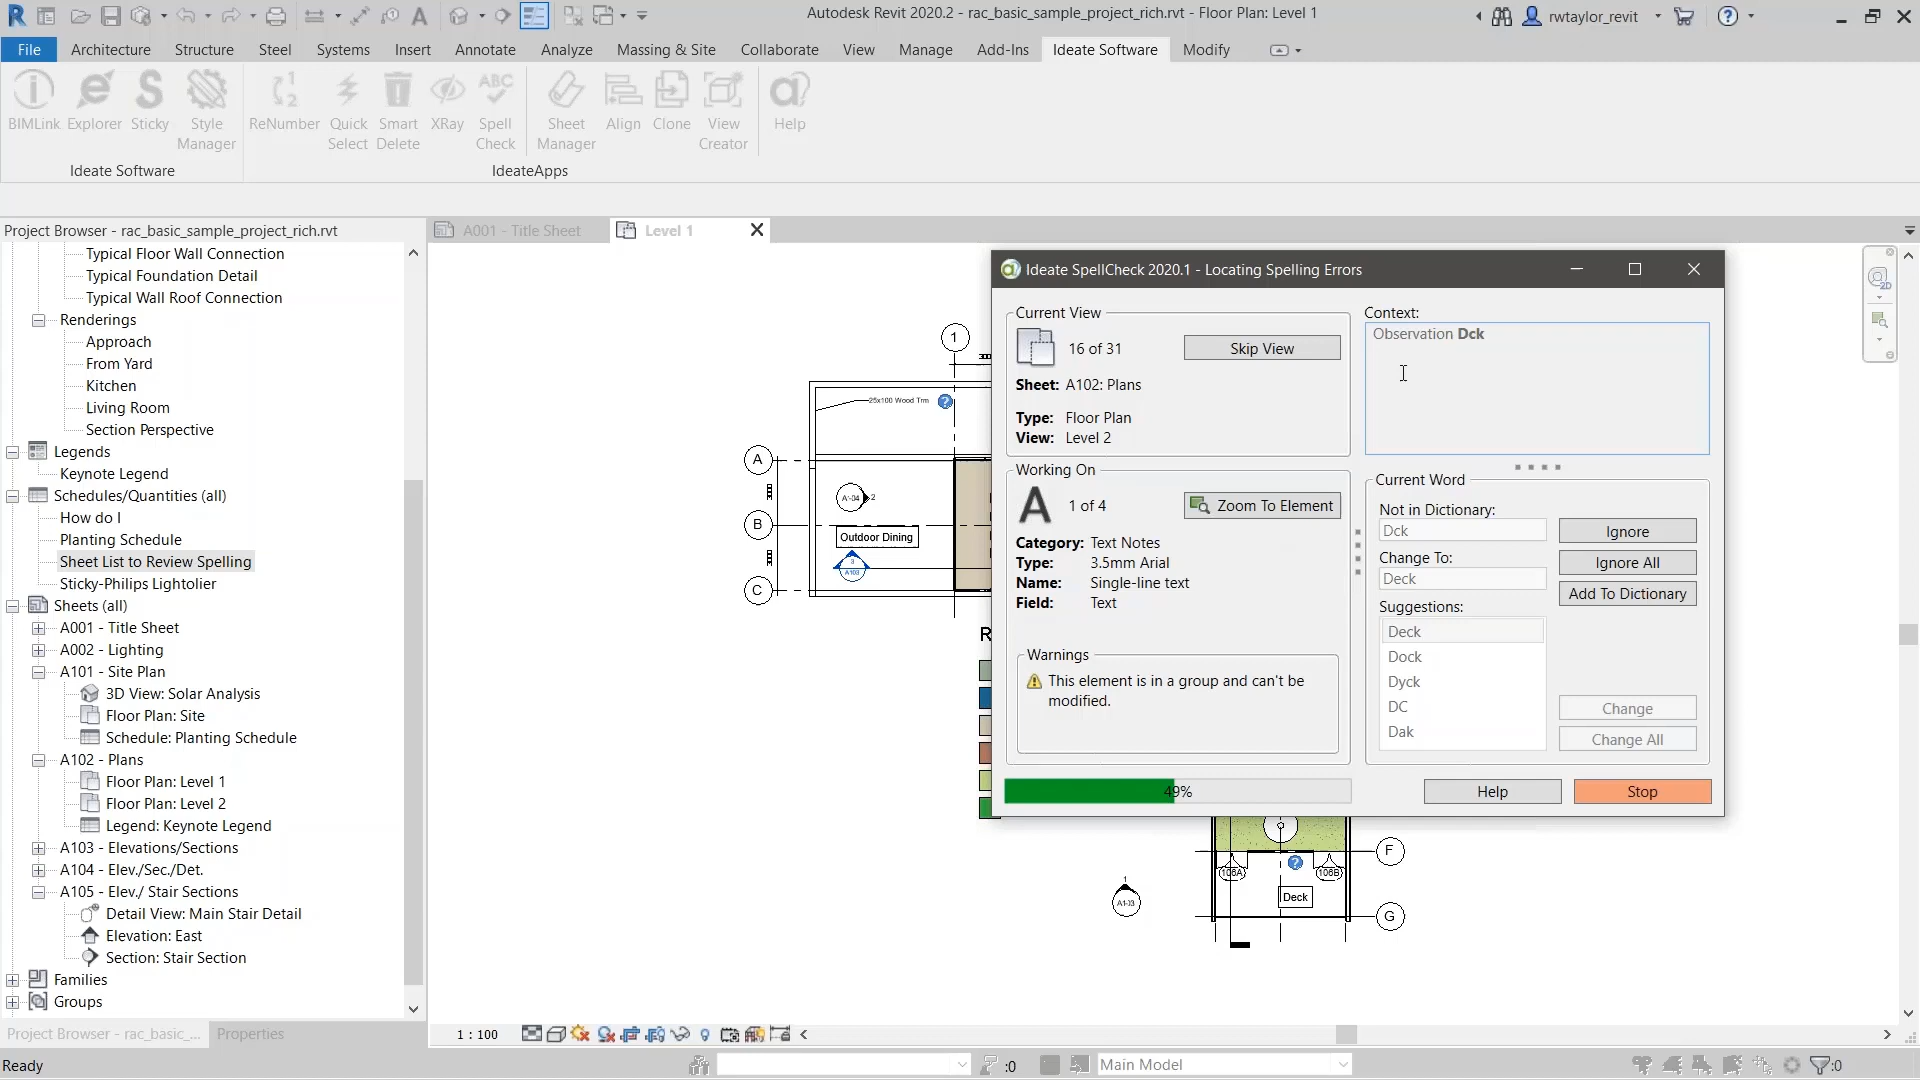 Autodesk Revit 2020.2 - rac_basic_sample_project_rich.rvt - Floor Plan: Level 1
rwtaylor_revit
File
Architecture
Structure
Steel
Systems
Insert
Annotate
Analyze
Massing & Site
Collaborate
View
Manage
Add-Ins
Ideate Software
Modify
BIMLink
Explorer
Sticky
Style Manager
ReNumber
Quick Select
Smart Delete
XRay
ABC
Spell Check
Sheet Manager
Align
Clone
View Creator
Help
Ideate Software
IdeateApps
Project Browser - rac_basic_sample_project_rich.rvt
Typical Floor Wall Connection
Typical Foundation Detail
Typical Wall Roof Connection
Renderings
Approach
From Yard
Kitchen
Living Room
Section Perspective
Legends
Keynote Legend
Schedules/Quantities (all)
How do I
Planting Schedule
Sheet List to Review Spelling
Sticky-Philips Lightolier
Sheets (all)
A001 - Title Sheet
A002 - Lighting
A101 - Site Plan
3D View: Solar Analysis
Floor Plan: Site
Schedule: Planting Schedule
A102 - Plans
Floor Plan: Level 1
Floor Plan: Level 2
Legend: Keynote Legend
A103 - Elevations/Sections
A104 - Elev./Sec./Det.
A105 - Elev./ Stair Sections
Detail View: Main Stair Detail
Elevation: East
Section: Stair Section
Families
Groups
Project Browser - rac_basic_...
Properties
Ready
A001 - Title Sheet
Level 1
1
25x100 Wood Trm
A
B
C
2
Outdoor Dining
3
A103
R
106A
106B
Deck
F
G
1
Ideate SpellCheck 2020.1 - Locating Spelling Errors
Current View
16 of 31
Skip View
Sheet: A102: Plans
Type: Floor Plan
View: Level 2
Working On
A
1 of 4
Zoom To Element
Category: Text Notes
Type: 3.5mm Arial
Name: Single-line text
Field: Text
Warnings
This element is in a group and can't be
modified.
49%
Context:
Observation Dck
Current Word
Not in Dictionary:
Dck
Ignore
Change To:
Deck
Ignore All
Add To Dictionary
Suggestions:
Deck
Dock
Dyck
DC
Dak
Change
Change All
Help
Stop
1 : 100
:0
Main Model
:0